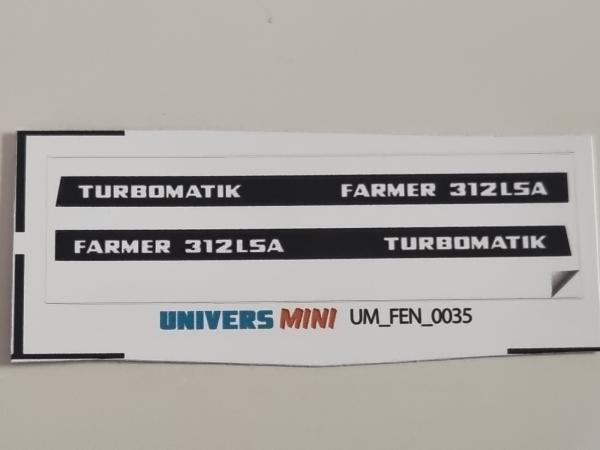 TURBOMATIK FARMER 312LSA
FARMER 312LSA TURBOMATIK
UNIVERS MINI UM_FEN_0035